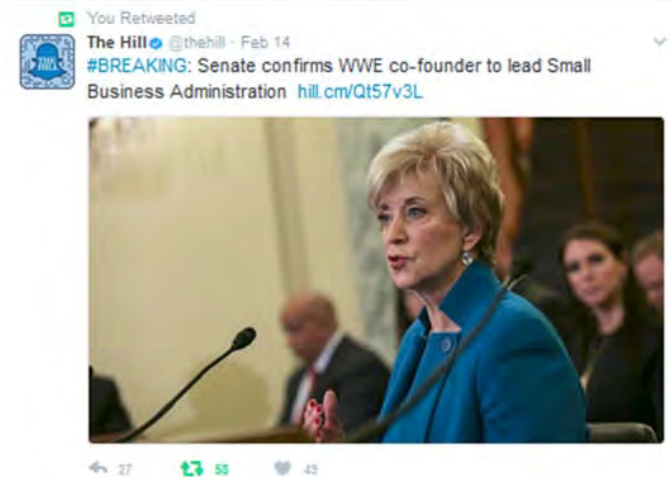 You Retweeted
The Hill @thehill · Feb 14
#BREAKING: Senate confirms WWE co-founder to lead Small
Business Administration hill.cm/Qt57v3L
27 58 43